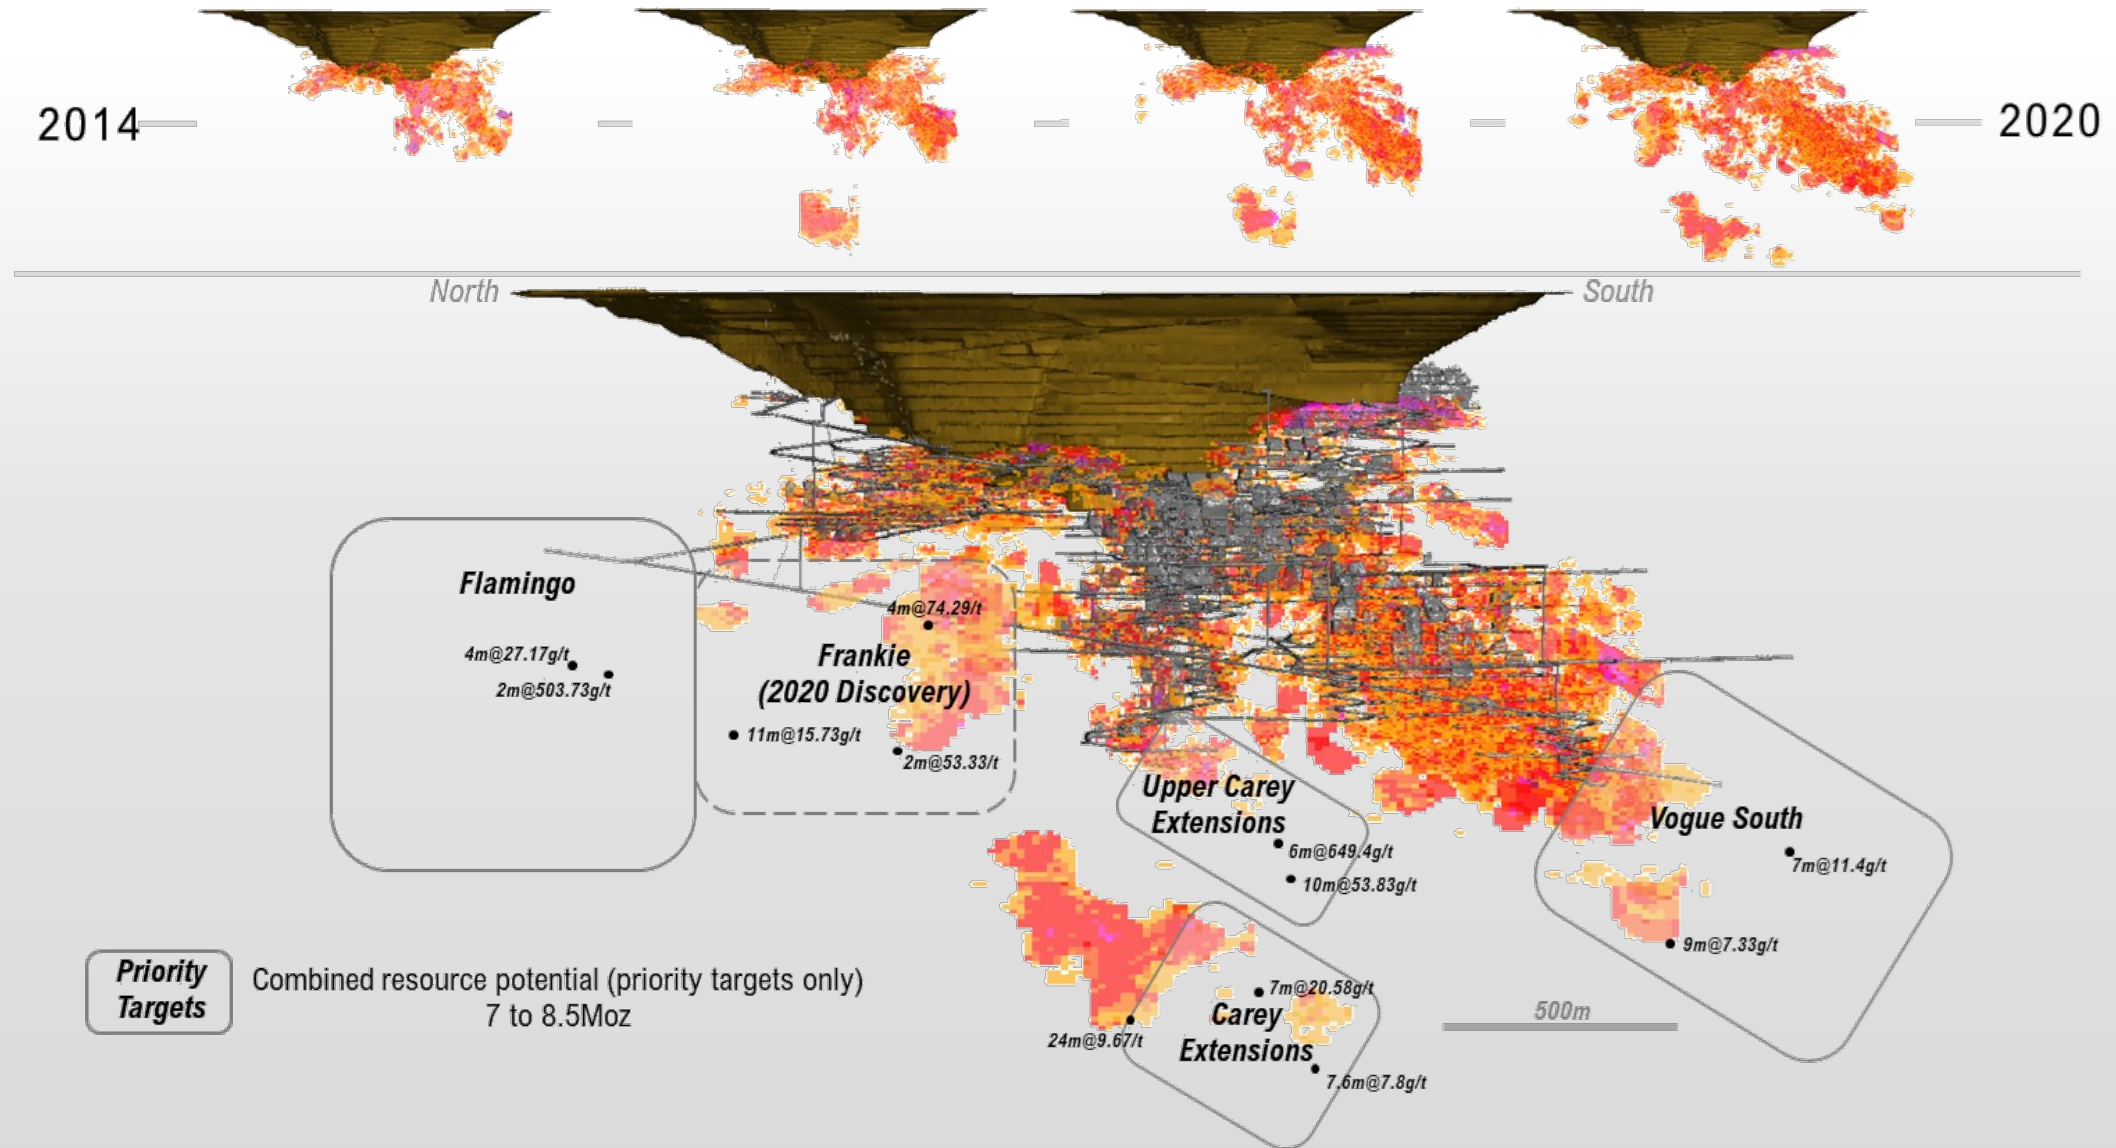 2014
2020
North
South
Flamingo
4m@27.17g/t
2m@503.73g/t
4m@74.29/t
Frankie
(2020 Discovery)
11m@15.73g/t
2m@53.33/t
Upper Carey
Extensions
6m@649.4g/t
10m@53.83g/t
Vogue South
7m@11.4g/t
9m@7.33g/t
7m@20.58g/t
Carey
Extensions
24m@9.67/t
7.6m@7.8g/t
500m
Priority
Targets
Combined resource potential (priority targets only)
7 to 8.5Moz